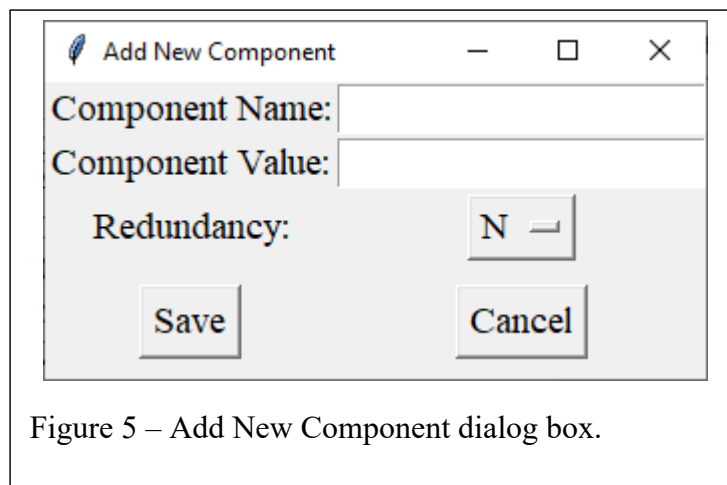 Add New Component
Component Name:
Component Value:
Redundancy: N
Save Cancel
Figure 5 – Add New Component dialog box.